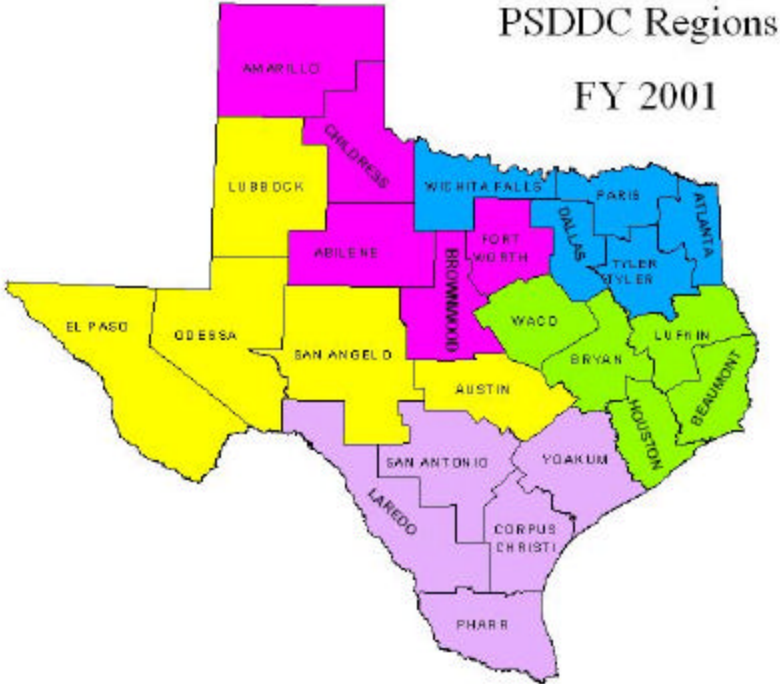 PSDDC Regions
FY 2001
AMARILLO
CHILDRESS
LUBBOCK
WICHITA FALLS
PARIS
ATLANTA
DALLAS
ABILENE
BROWNWOOD
FORT
WORTH
TYLER
TYLER
EL PASO
ODESSA
SAN ANGELO
WACO
BRYAN
LUFKIN
BEAUMONT
AUSTIN
HOUSTON
SAN ANTONIO
YOAKUM
LAREDO
CORPUS
CHRISTI
PHARR